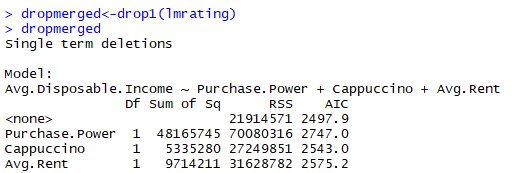 > dropmerged<-drop1(lmrating)
> dropmerged
Single term deletions
Model:
Avg.Disposable.Income ~ Purchase.Power + Cappuccino + Avg.Rent
Df Sum of Sq RSS AIC
<none> 21914571 2497.9
Purchase.Power 1 48165745 70080316 2747.0
Cappuccino 1 5335280 27249851 2543.0
Avg.Rent 1 9714211 31628782 2575.2